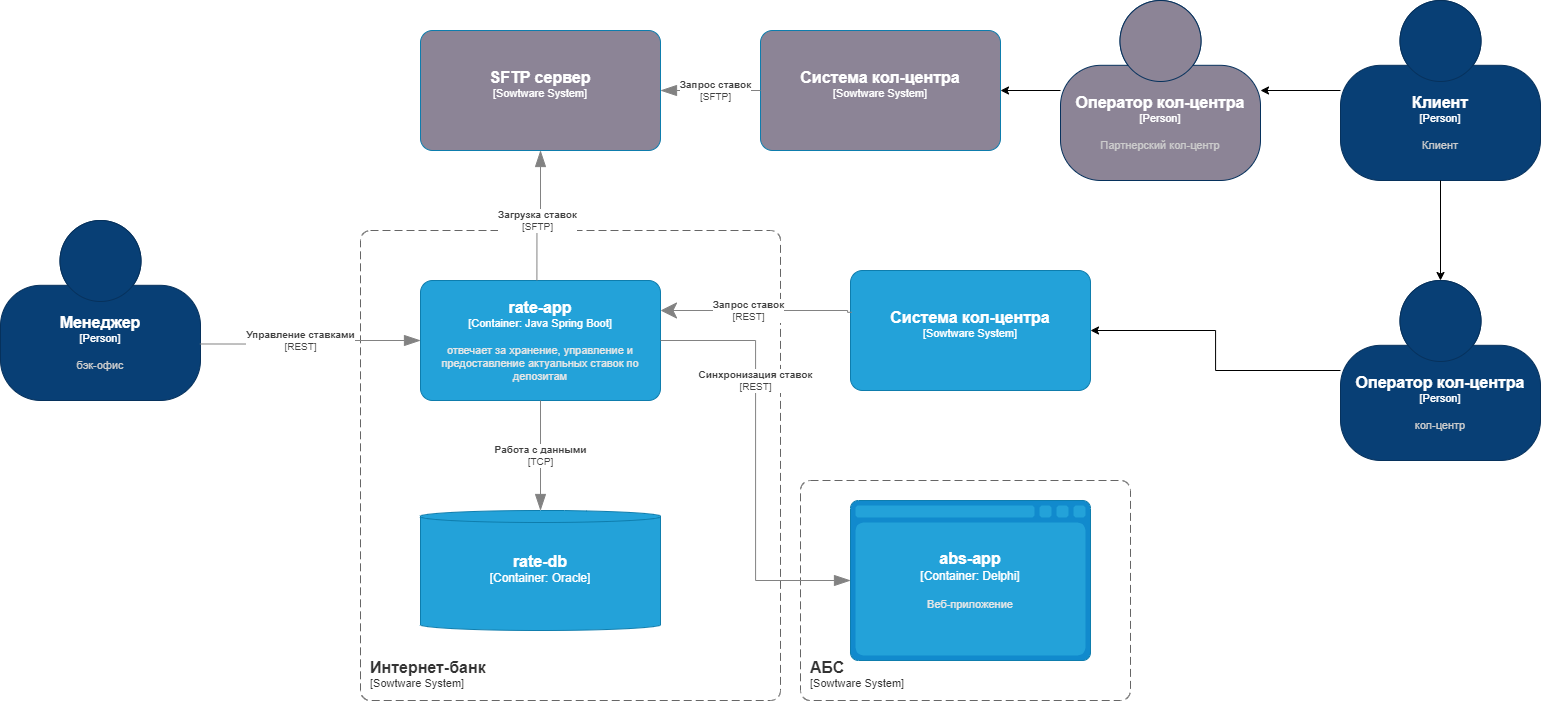 SFTP сервер
[Sowtware System]
Запрос ставок
[SFTP]
Система кол-центра
[Sowtware System]
Оператор кол-центра
[Person]
Партнерский кол-центр
Клиент
[Person]
Клиент
Загрузка ставок
[SFTP]
Менеджер
[Person]
бэк-офис
Управление ставками
[REST]
rate-app
[Container: Java Spring Boot]
отвечает за хранение, управление и
предоставление актуальных ставок по
депозитам
Запрос ставок
[REST]
Система кол-центра
[Sowtware System]
Оператор кол-центра
[Person]
кол-центр
Синхронизация ставок
[REST]
Работа с данными
[TCP]
rate-db
[Container: Oracle]
abs-app
[Container: Delphi]
Веб-приложение
Интернет-банк
[Sowtware System]
АБС
[Sowtware System]